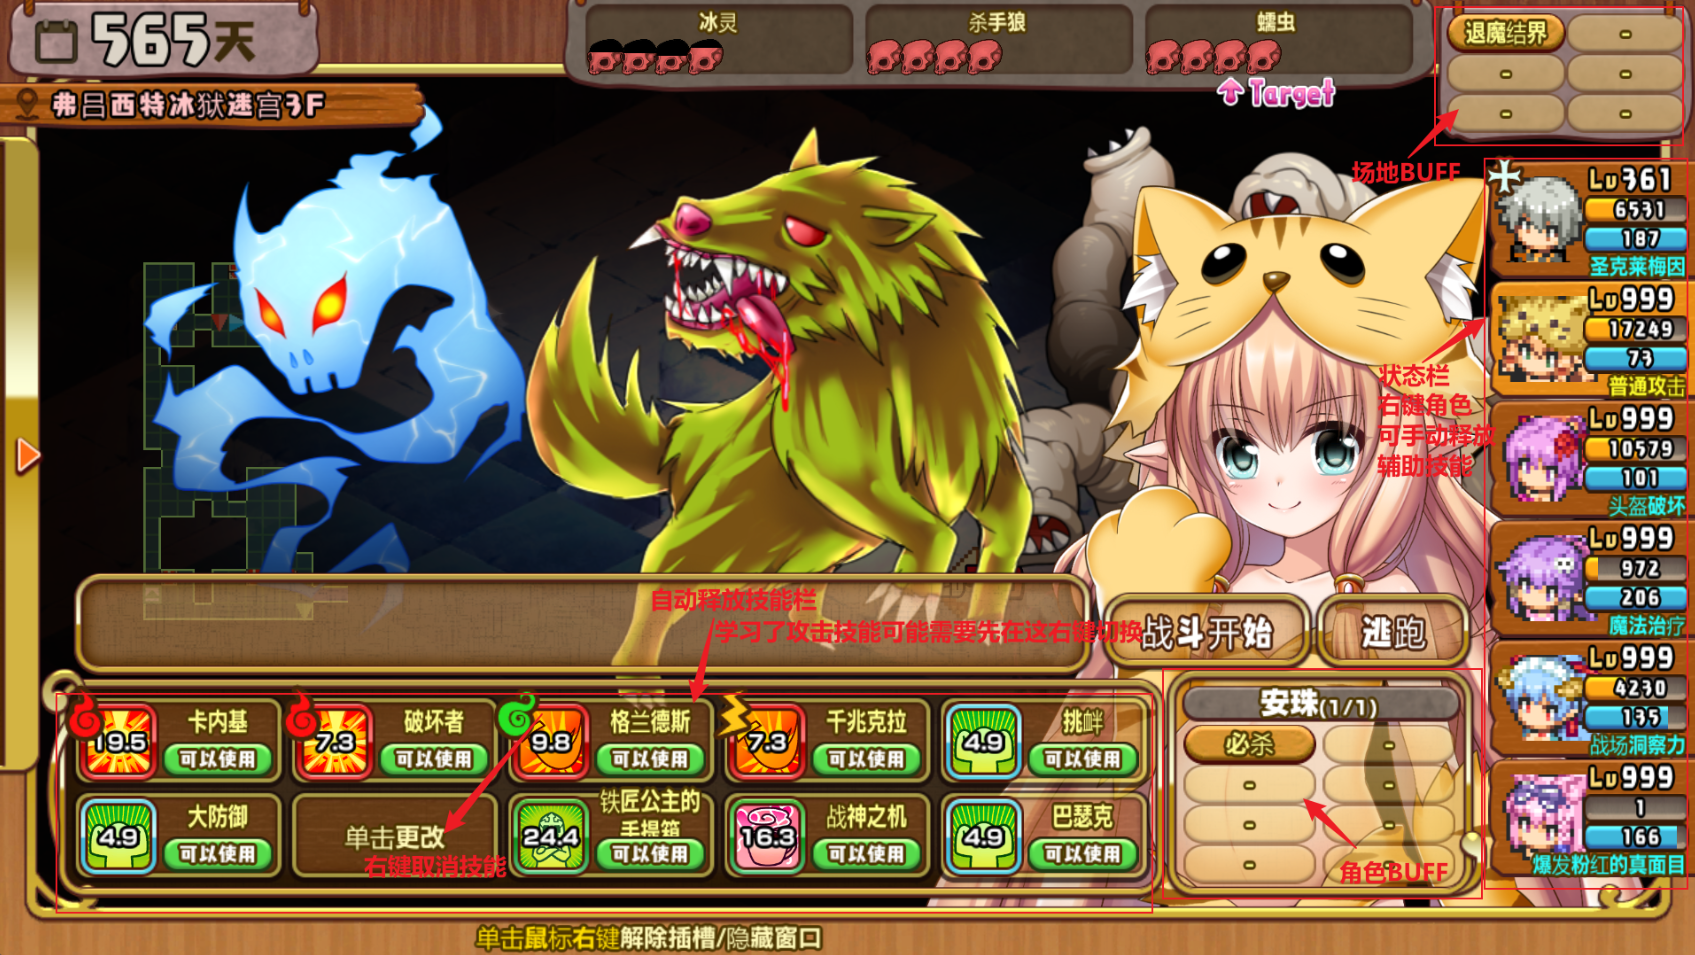 565天
冰灵
杀手狼
蠕虫
Target
退魔结界
-
-
-
-
-
弗吕西特冰狱迷宫3F
场地BUFF
Lv361
6531
187
圣克莱梅因
Lv999
17249
73
普通攻击
状态栏
右键角色
可手动释放
辅助技能
Lv999
10579
101
头盔破坏
Lv999
972
206
魔法治疗
Lv999
4230
135
战场洞察力
Lv999
1
166
爆发粉红的真面目
自动释放技能栏
学习了攻击技能可能需要先在这右键切换
战斗开始
逃跑
19.5
卡内基
可以使用
7.3
破坏者
可以使用
9.8
格兰德斯
可以使用
7.3
千兆克拉
可以使用
4.9
挑衅
可以使用
4.9
大防御
可以使用
单击更改
右键取消技能
24.4
铁匠公主的
手提箱
可以使用
16.3
战神之机
可以使用
4.9
巴瑟克
可以使用
安珠(1/1)
必杀
-
-
-
-
-
-
-
角色BUFF
单击鼠标右键解除插槽/隐藏窗口